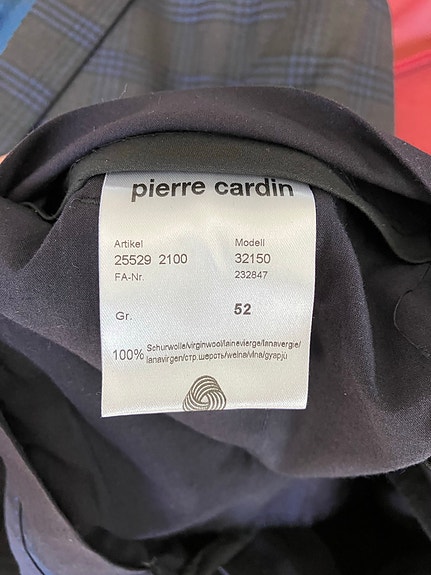 pierre cardin
Artikel Modell
25529 2100 32150
FA-Nr. 232847
Gr. 52
100% Schurwolle/virginwool/lainevierge/lanavergie/
lanavirgen/стр.шерсть/welna/vlna/gyapjú